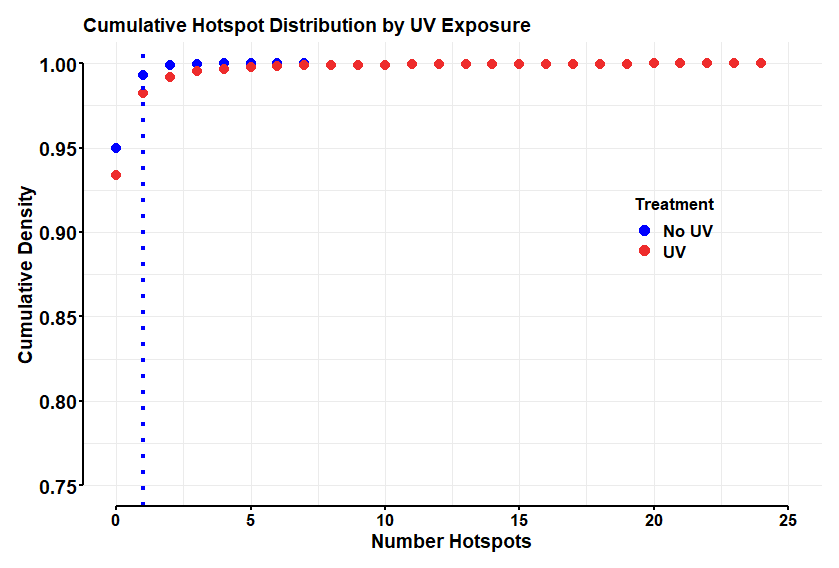 Cumulative Hotspot Distribution by UV Exposure
1.00
0.95
0.90
0.85
0.80
0.75
Cumulative Density
Treatment
No UV
UV
0 5 10 15 20 25
Number Hotspots